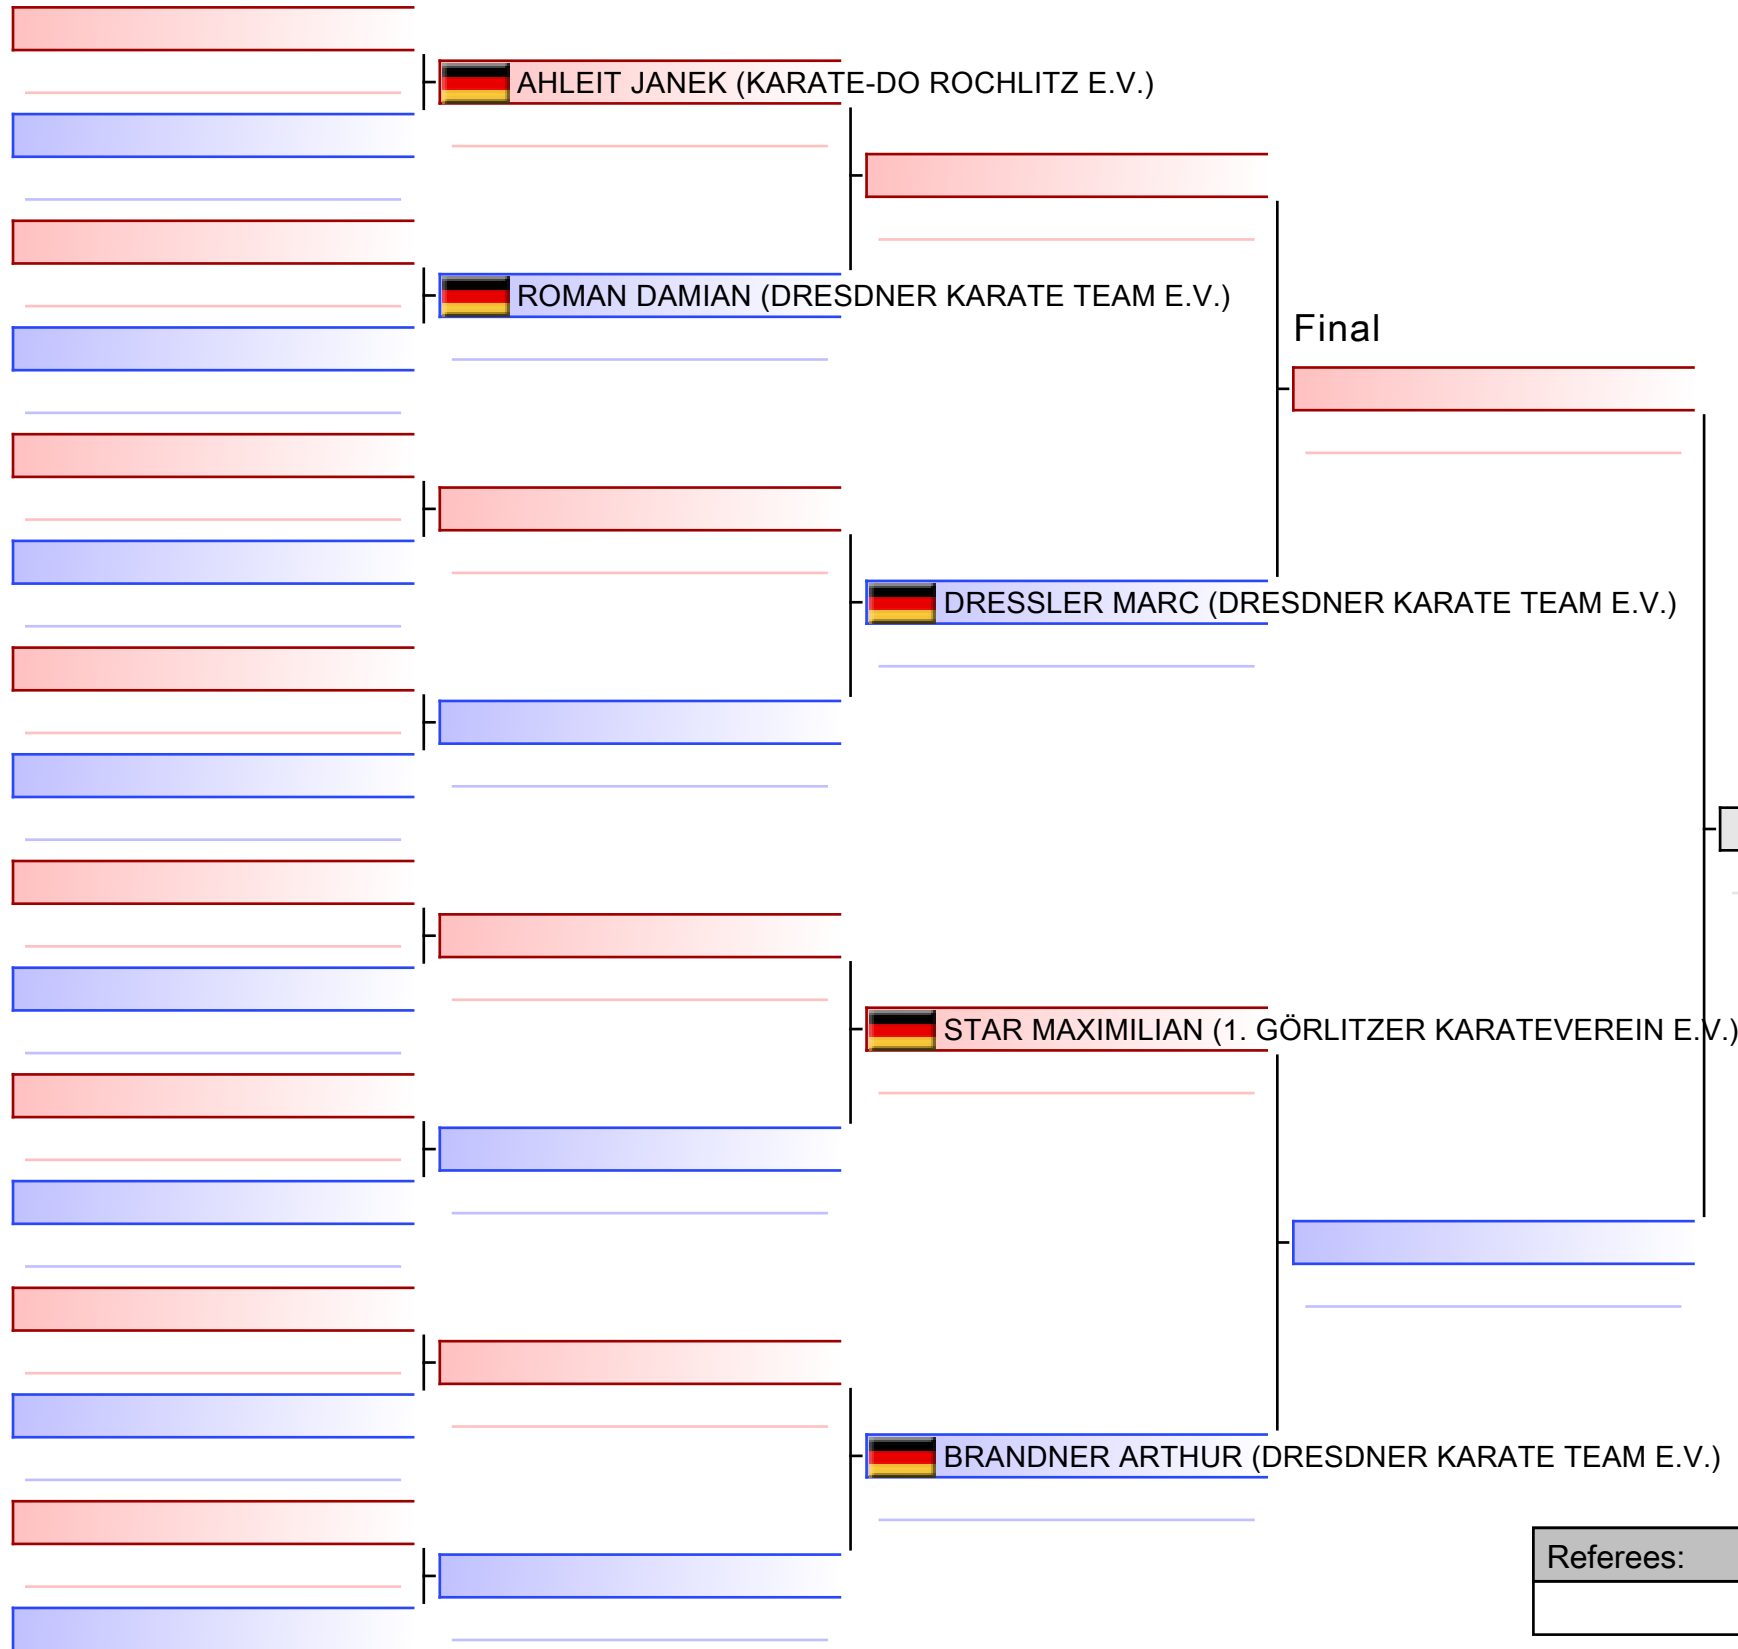 AHLEIT JANEK (KARATE-DO ROCHLITZ E.V.)
ROMAN DAMIAN (DRESDNER KARATE TEAM E.V.)
Final
DRESSLER MARC (DRESDNER KARATE TEAM E.V.)
STAR MAXIMILIAN (1. GÖRLITZER KARATEVEREIN E.V.)
BRANDNER ARTHUR (DRESDNER KARATE TEAM E.V.)
Referees: